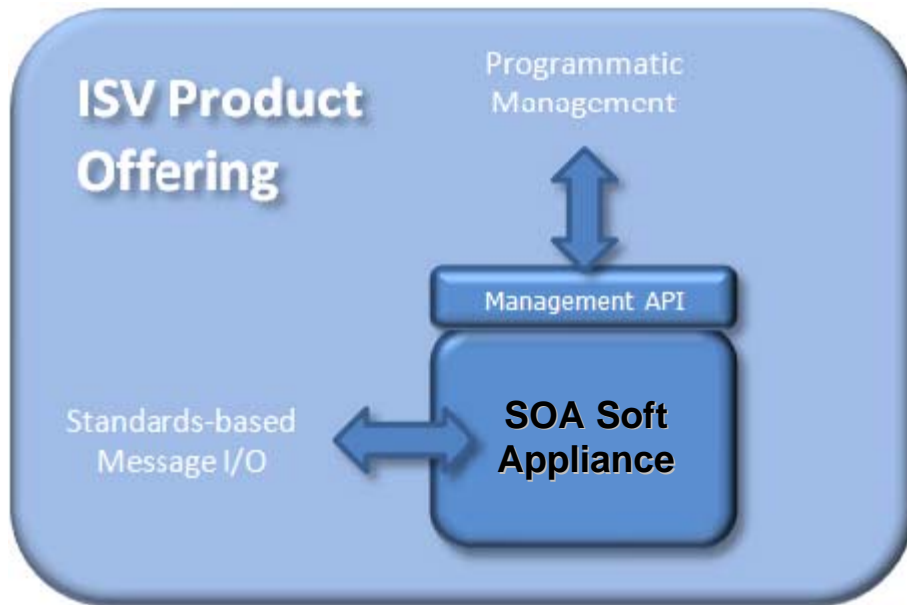 ISV Product
Offering
Programmatic
Management
Management API
Standards-based
Message I/O
SOA Soft
Appliance